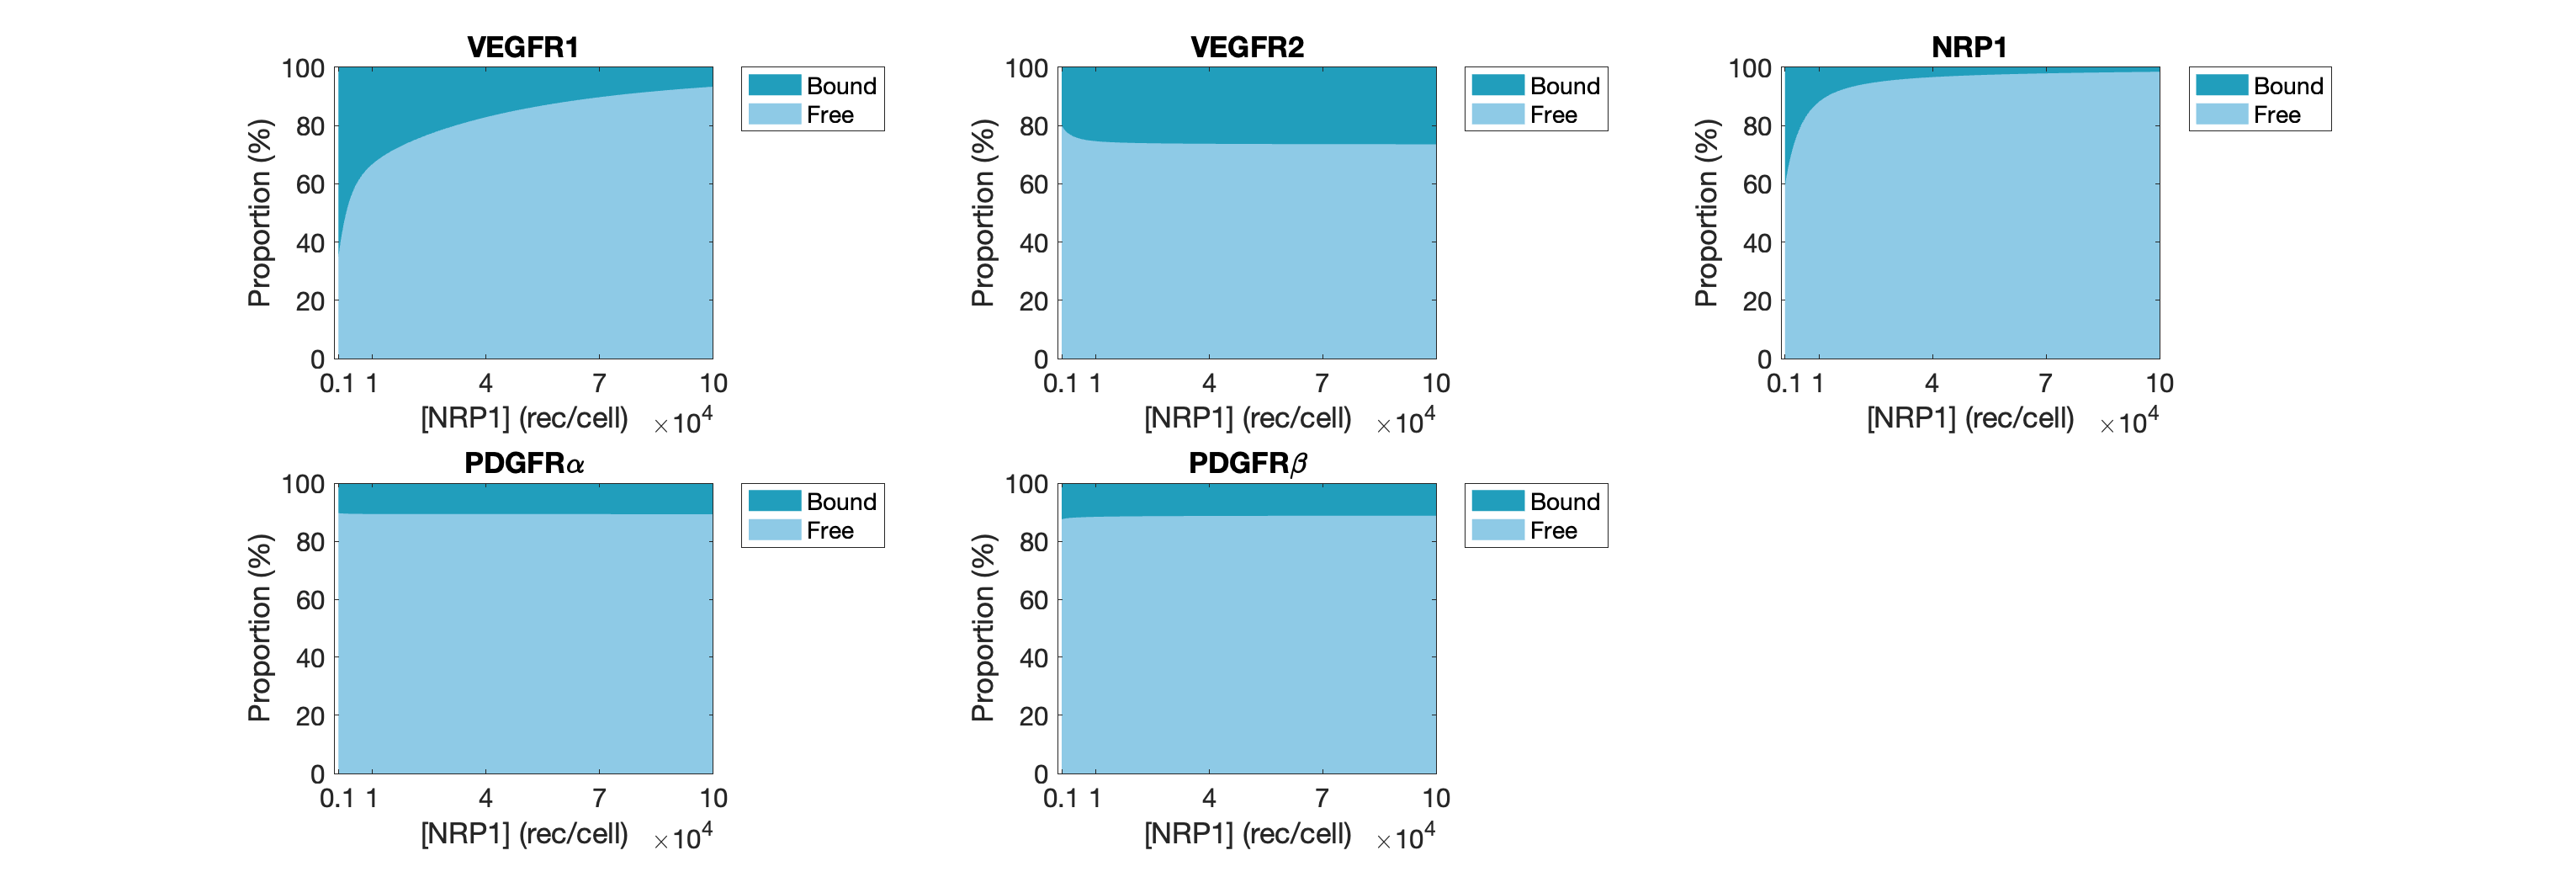 VEGFR1
100
80
60
40
20
0
Proportion (%)
0.1 1 4 7 10
[NRP1] (rec/cell) ×10⁴
Bound
Free
VEGFR2
100
80
60
40
20
0
Proportion (%)
0.1 1 4 7 10
[NRP1] (rec/cell) ×10⁴
Bound
Free
NRP1
100
80
60
40
20
0
Proportion (%)
0.1 1 4 7 10
[NRP1] (rec/cell) ×10⁴
Bound
Free
PDGFRα
100
80
60
40
20
0
Proportion (%)
0.1 1 4 7 10
[NRP1] (rec/cell) ×10⁴
Bound
Free
PDGFRβ
100
80
60
40
20
0
Proportion (%)
0.1 1 4 7 10
[NRP1] (rec/cell) ×10⁴
Bound
Free